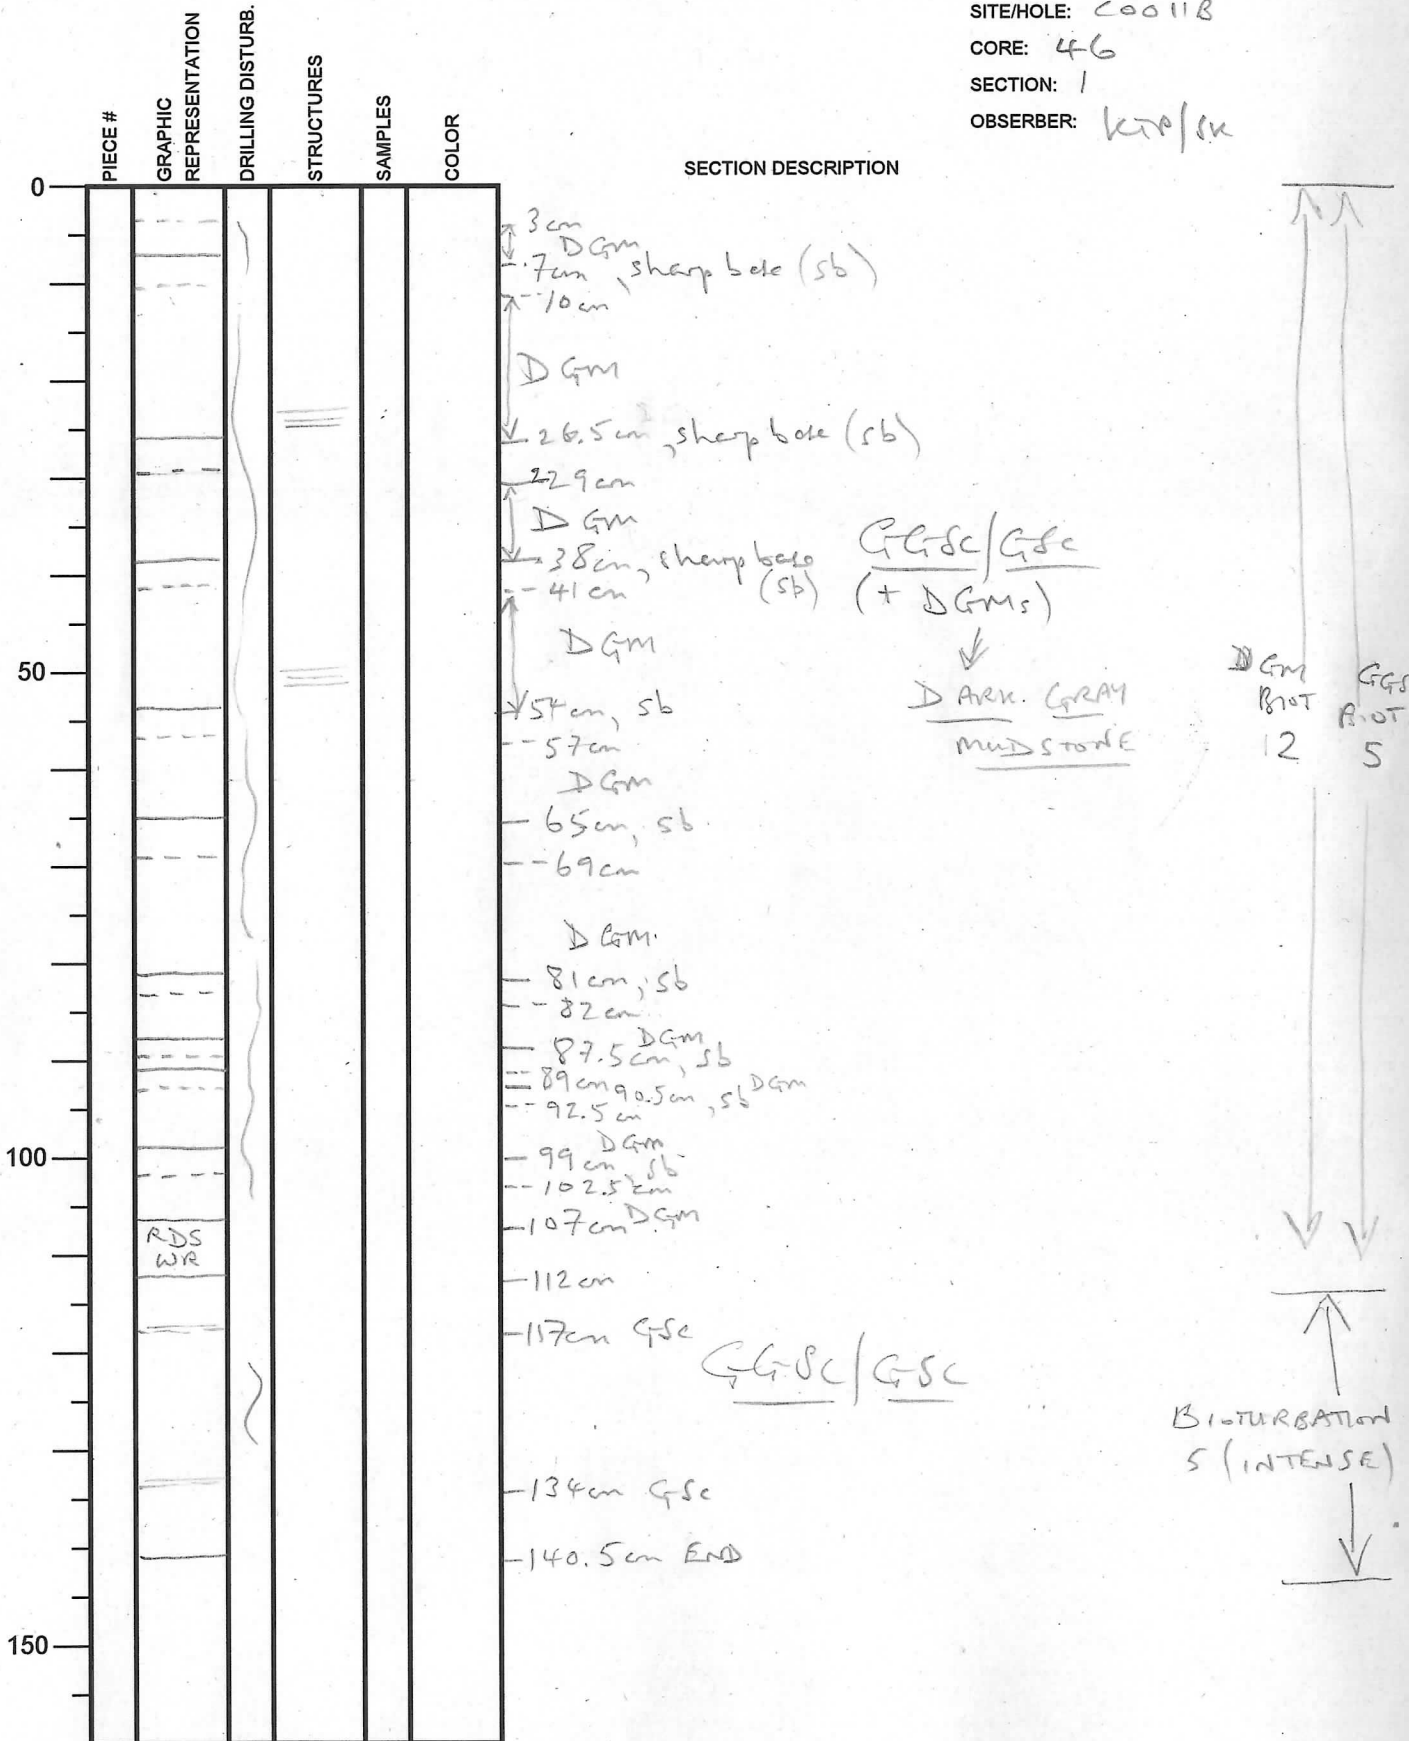 SITE/HOLE: C0011B
CORE: 46
SECTION: 1
OBSERBER:
PIECE #
GRAPHIC REPRESENTATION
DRILLING DISTURB.
STRUCTURES
SAMPLES
COLOR
SECTION DESCRIPTION
0
50
100
150
3cm
DGM
7cm, sharp base (sb)
10cm
DGM
26.5cm, sharp base (sb)
29cm
DGM
38cm, sharp base (sb)
41cm
DGM
54cm, sb
57cm
DGM
65cm, sb
69cm
DGM.
81cm, sb
82cm
DGM
87.5cm, sb
89cm
90.5cm, sb DGM
92.5cm
DGM
99cm, sb
102.5cm
107cm DGM
RDS
WR
112cm
117cm GSc
134cm GSc
140.5cm END
GGSc/GSc
(+ DGMs)
DARK. GRAY
MUDSTONE
GGSC/GSC
DGM
BIOT
12
GGS
BIOT
5
BIOTURBATION
5 (INTENSE)